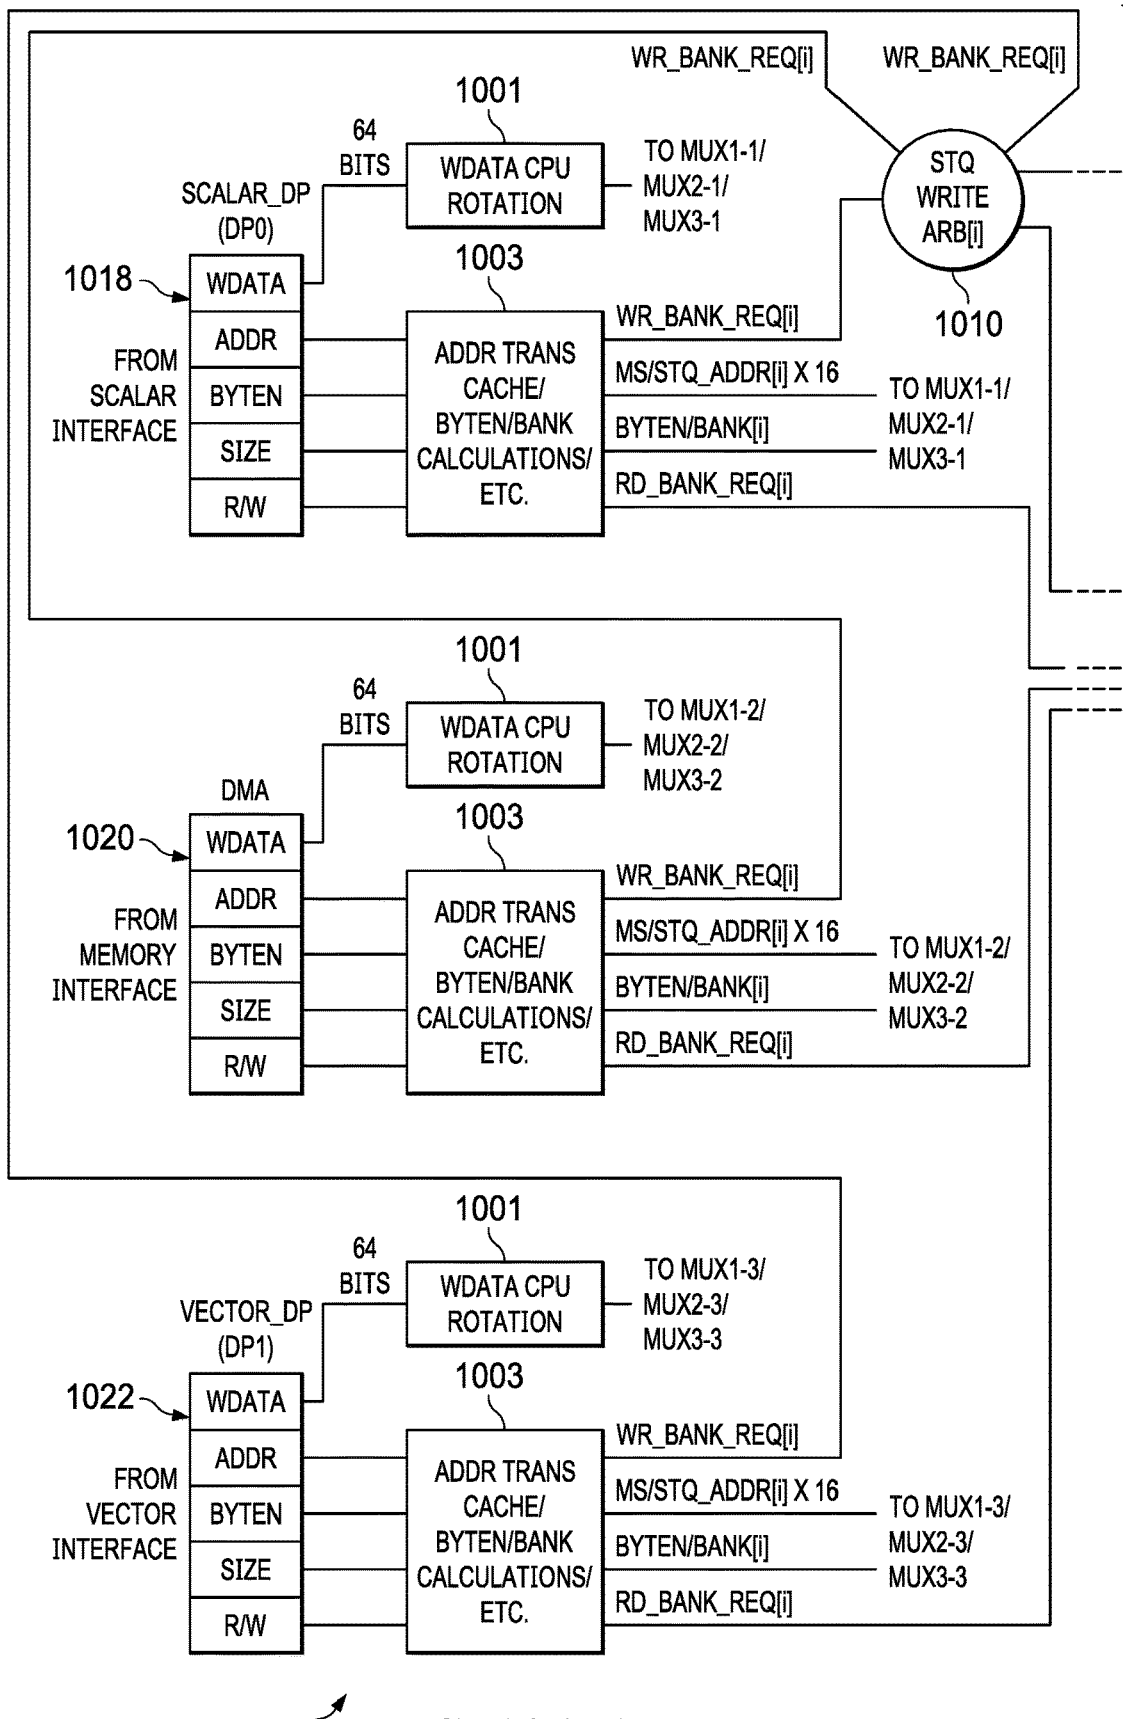 WR_BANK_REQ[i]
WR_BANK_REQ[i]
1001
64
BITS
WDATA CPU
ROTATION
TO MUX1-1/
MUX2-1/
MUX3-1
STQ
WRITE
ARB[i]
1010
SCALAR_DP
(DP0)
1018
FROM
SCALAR
INTERFACE
WDATA
ADDR
BYTEN
SIZE
R/W
1003
ADDR TRANS
CACHE/
BYTEN/BANK
CALCULATIONS/
ETC.
WR_BANK_REQ[i]
MS/STQ_ADDR[i] X 16
BYTEN/BANK[i]
RD_BANK_REQ[i]
TO MUX1-1/
MUX2-1/
MUX3-1
1001
64
BITS
WDATA CPU
ROTATION
TO MUX1-2/
MUX2-2/
MUX3-2
DMA
1020
FROM
MEMORY
INTERFACE
WDATA
ADDR
BYTEN
SIZE
R/W
1003
ADDR TRANS
CACHE/
BYTEN/BANK
CALCULATIONS/
ETC.
WR_BANK_REQ[i]
MS/STQ_ADDR[i] X 16
BYTEN/BANK[i]
RD_BANK_REQ[i]
TO MUX1-2/
MUX2-2/
MUX3-2
1001
64
BITS
WDATA CPU
ROTATION
TO MUX1-3/
MUX2-3/
MUX3-3
VECTOR_DP
(DP1)
1022
FROM
VECTOR
INTERFACE
WDATA
ADDR
BYTEN
SIZE
R/W
1003
ADDR TRANS
CACHE/
BYTEN/BANK
CALCULATIONS/
ETC.
WR_BANK_REQ[i]
MS/STQ_ADDR[i] X 16
BYTEN/BANK[i]
RD_BANK_REQ[i]
TO MUX1-3/
MUX2-3/
MUX3-3